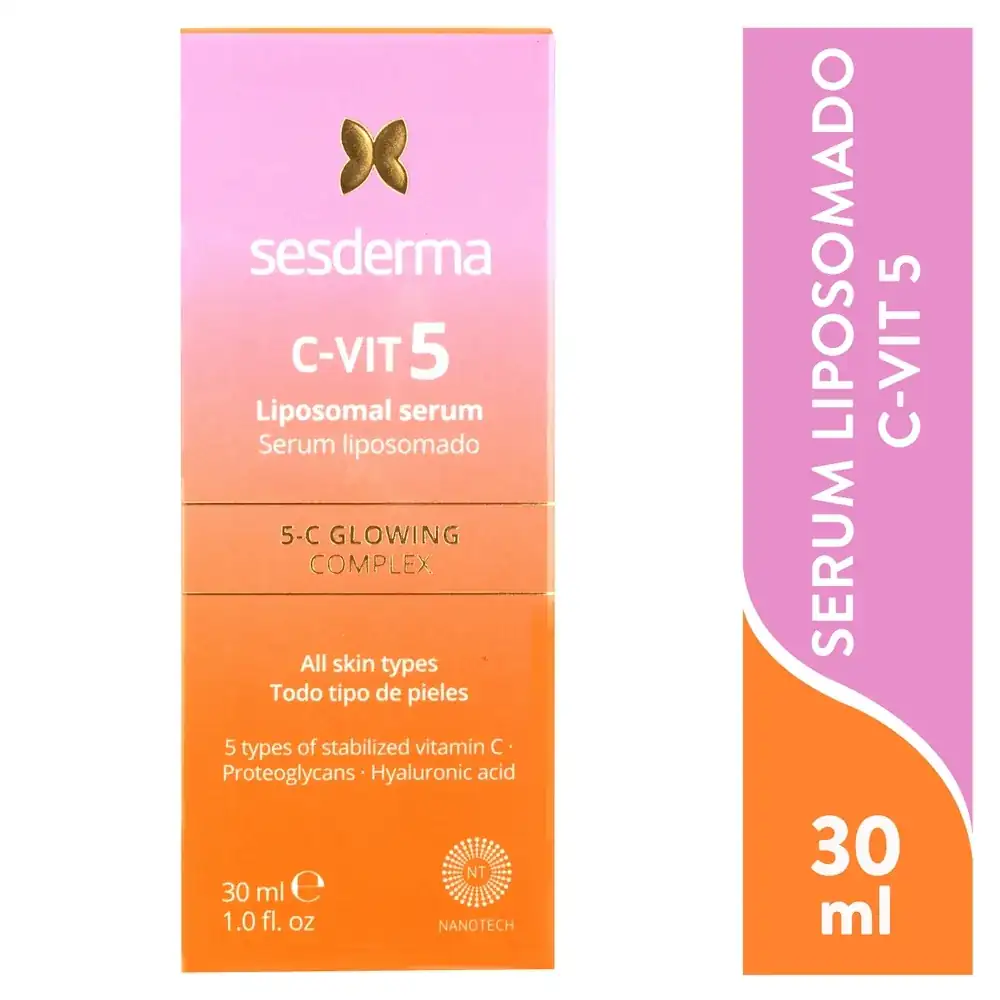 sesderma
C-VIT 5
Liposomal serum
Serum liposomado
5-C GLOWING
COMPLEX
All skin types
Todo tipo de pieles
5 types of stabilized vitamin C ·
Proteoglycans · Hyaluronic acid
30 ml ℮
1.0 fl. oz
NT
NANOTECH
SERUM LIPOSOMADO
C-VIT 5
30
ml